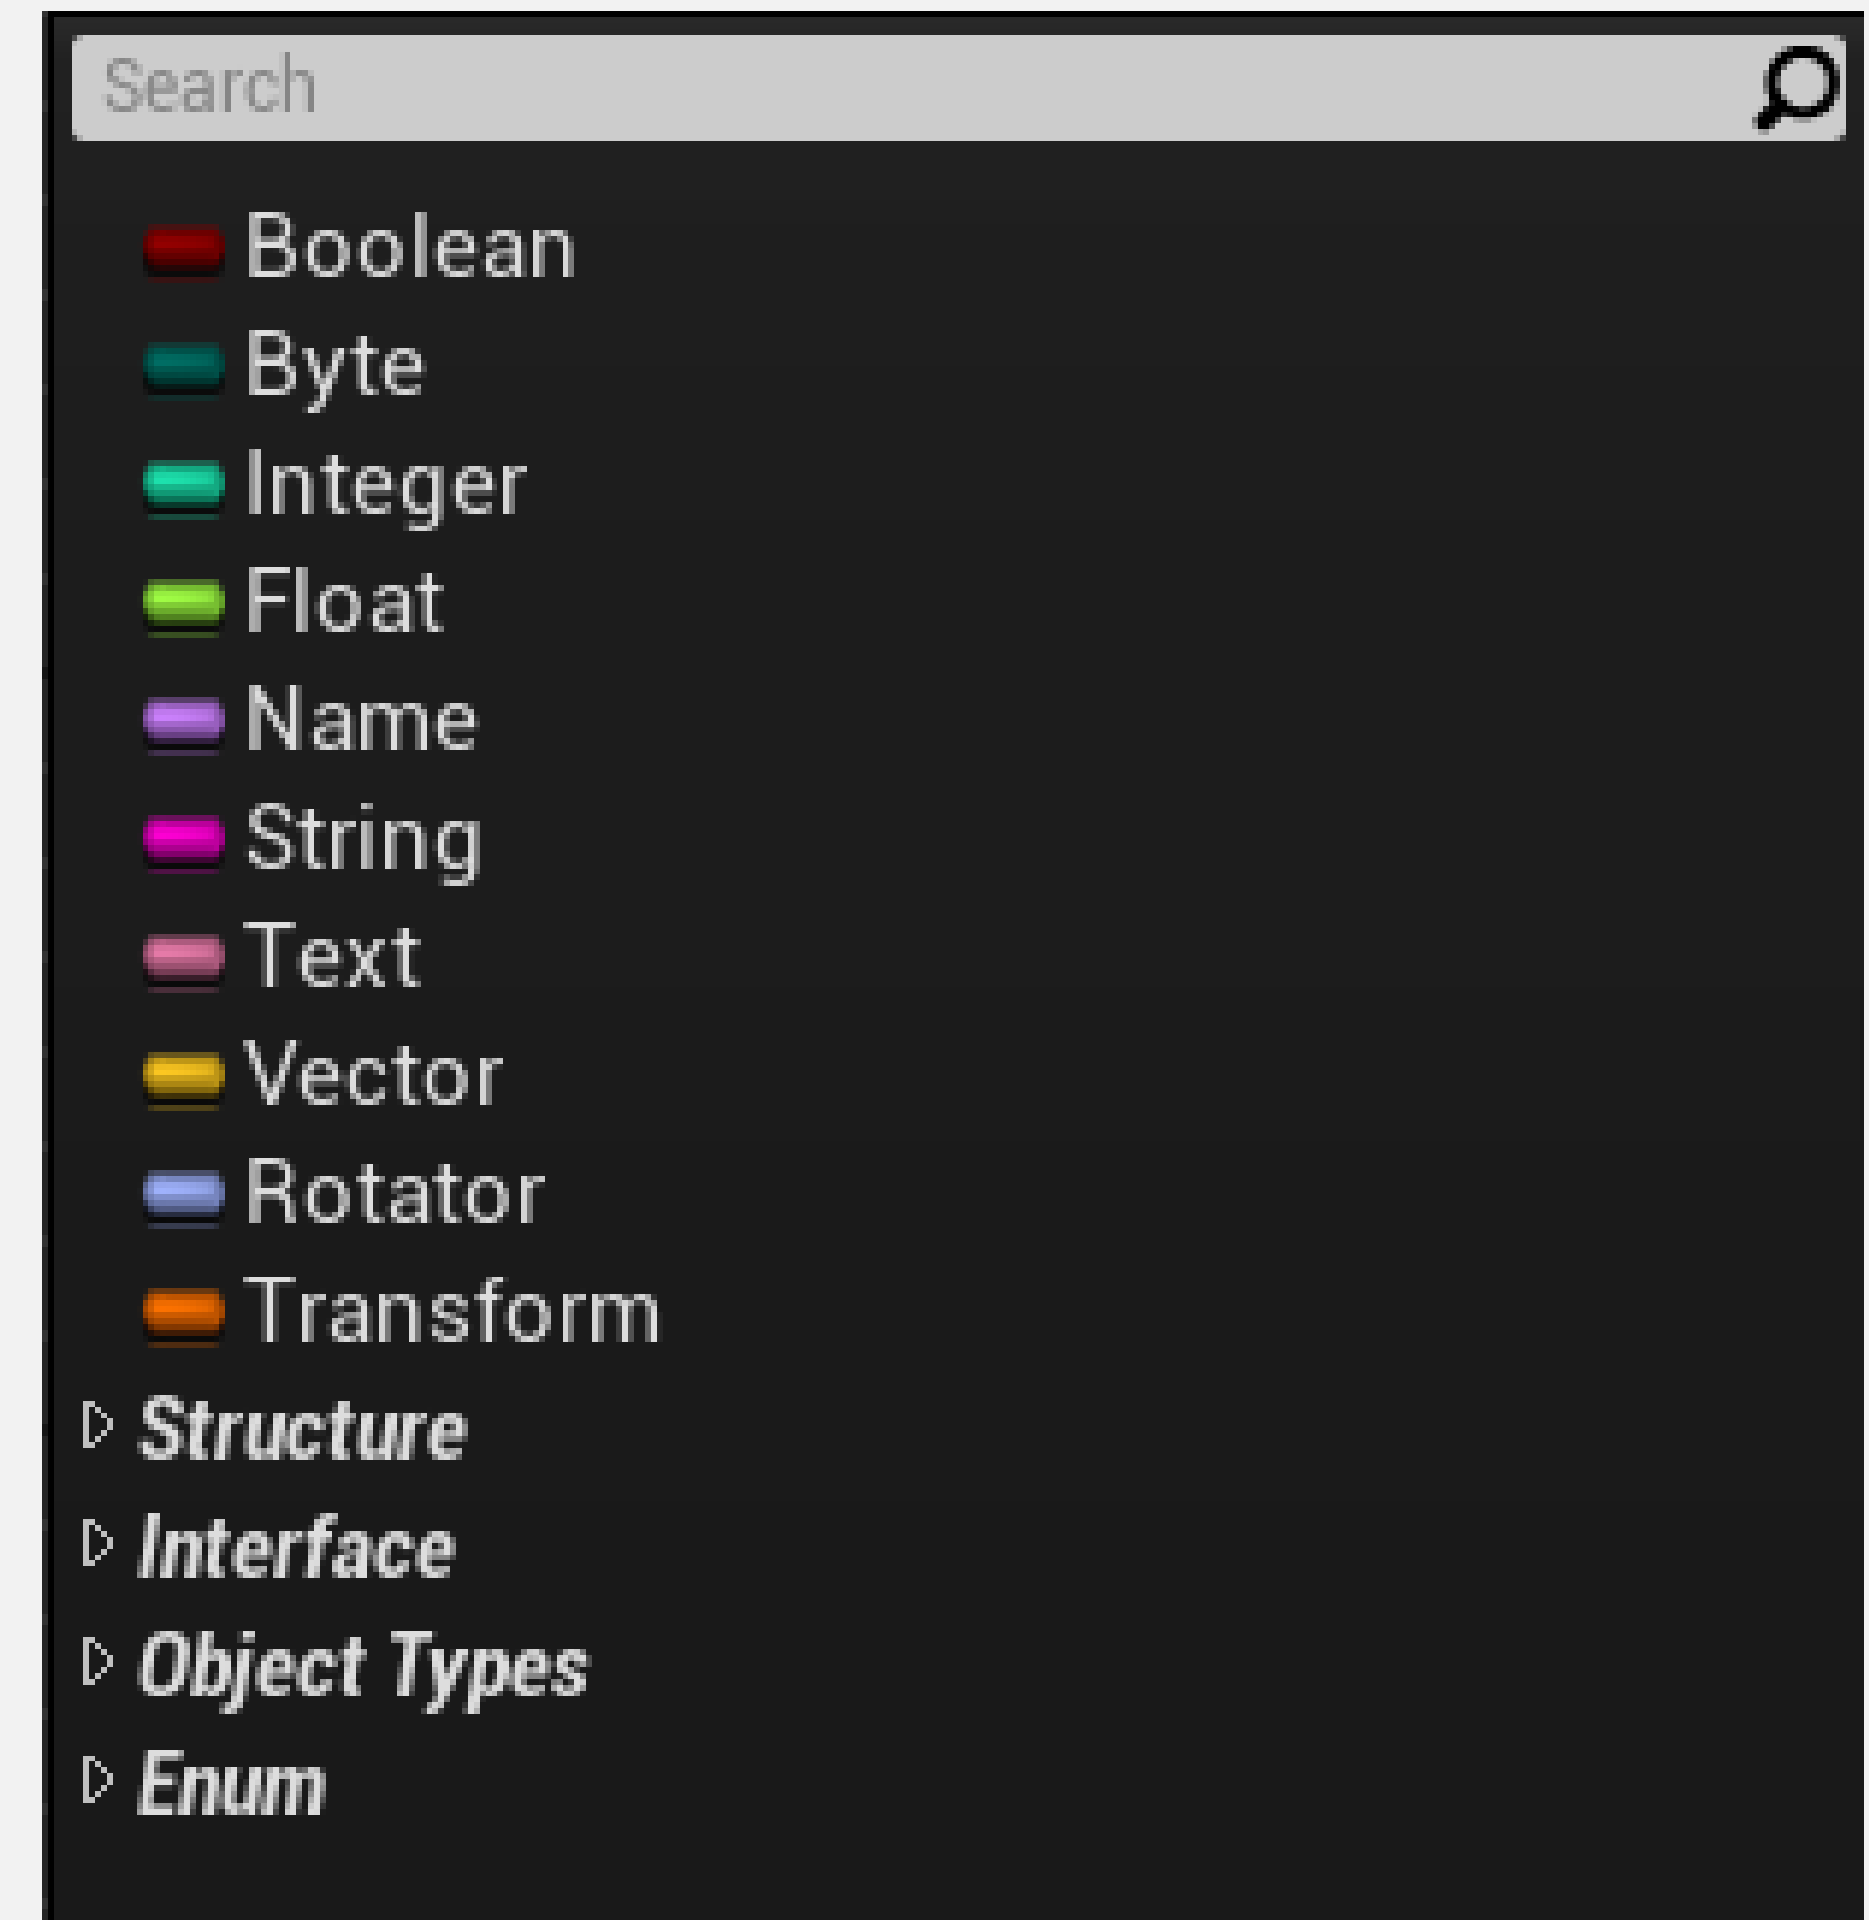 Search
Boolean
Byte
Integer
Float
Name
String
Text
Vector
Rotator
Transform
Structure
Interface
Object Types
Enum